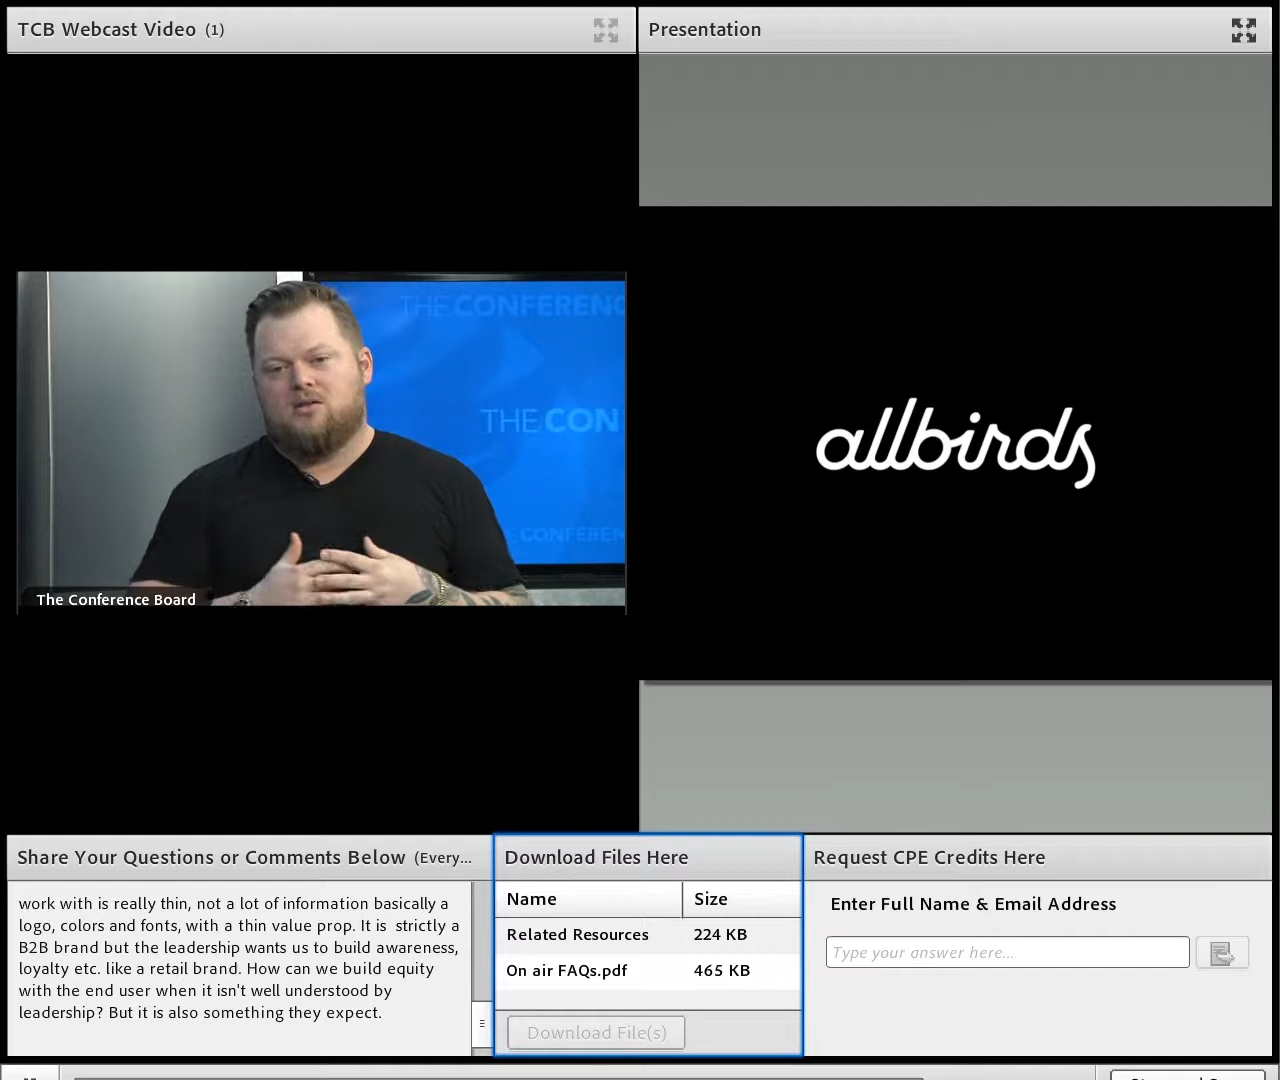 TCB Webcast Video (1)
Presentation
THE CONFERENC
THE CON
CONFEREN
The Conference Board
allbirds
Share Your Questions or Comments Below (Every...
work with is really thin, not a lot of information basically a
logo, colors and fonts, with a thin value prop. It is strictly a
B2B brand but the leadership wants us to build awareness,
loyalty etc. like a retail brand. How can we build equity
with the end user when it isn't well understood by
leadership? But it is also something they expect.
Download Files Here
Name Size
Related Resources 224 KB
On air FAQs.pdf 465 KB
Download File(s)
Request CPE Credits Here
Enter Full Name & Email Address
Type your answer here...